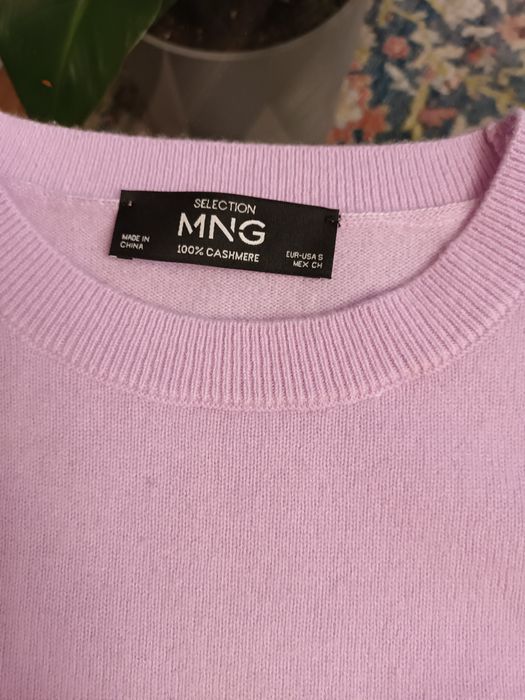 SELECTION
MNG
100% CASHMERE
MADE IN
CHINA
EUR-USA S
MEX CH